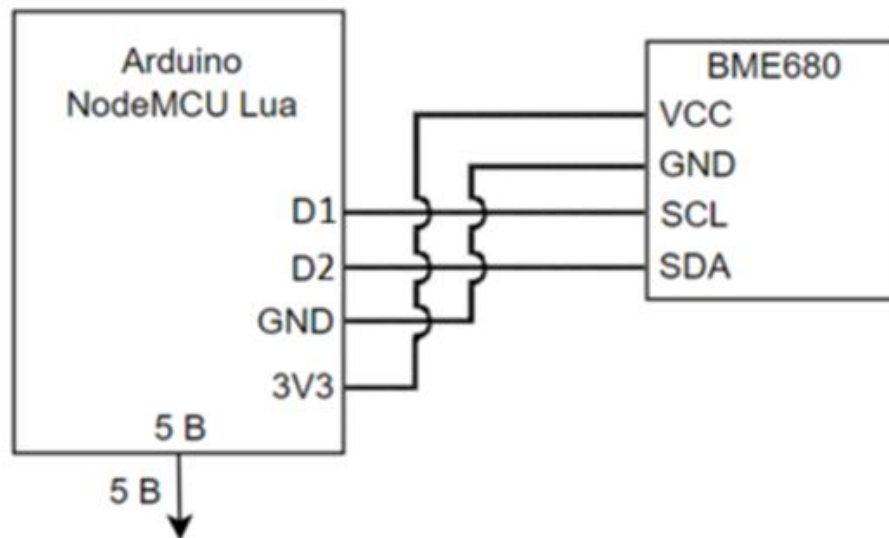 Arduino
NodeMCU Lua
D1
D2
GND
3V3
5 В
5 В
BME680
VCC
GND
SCL
SDA